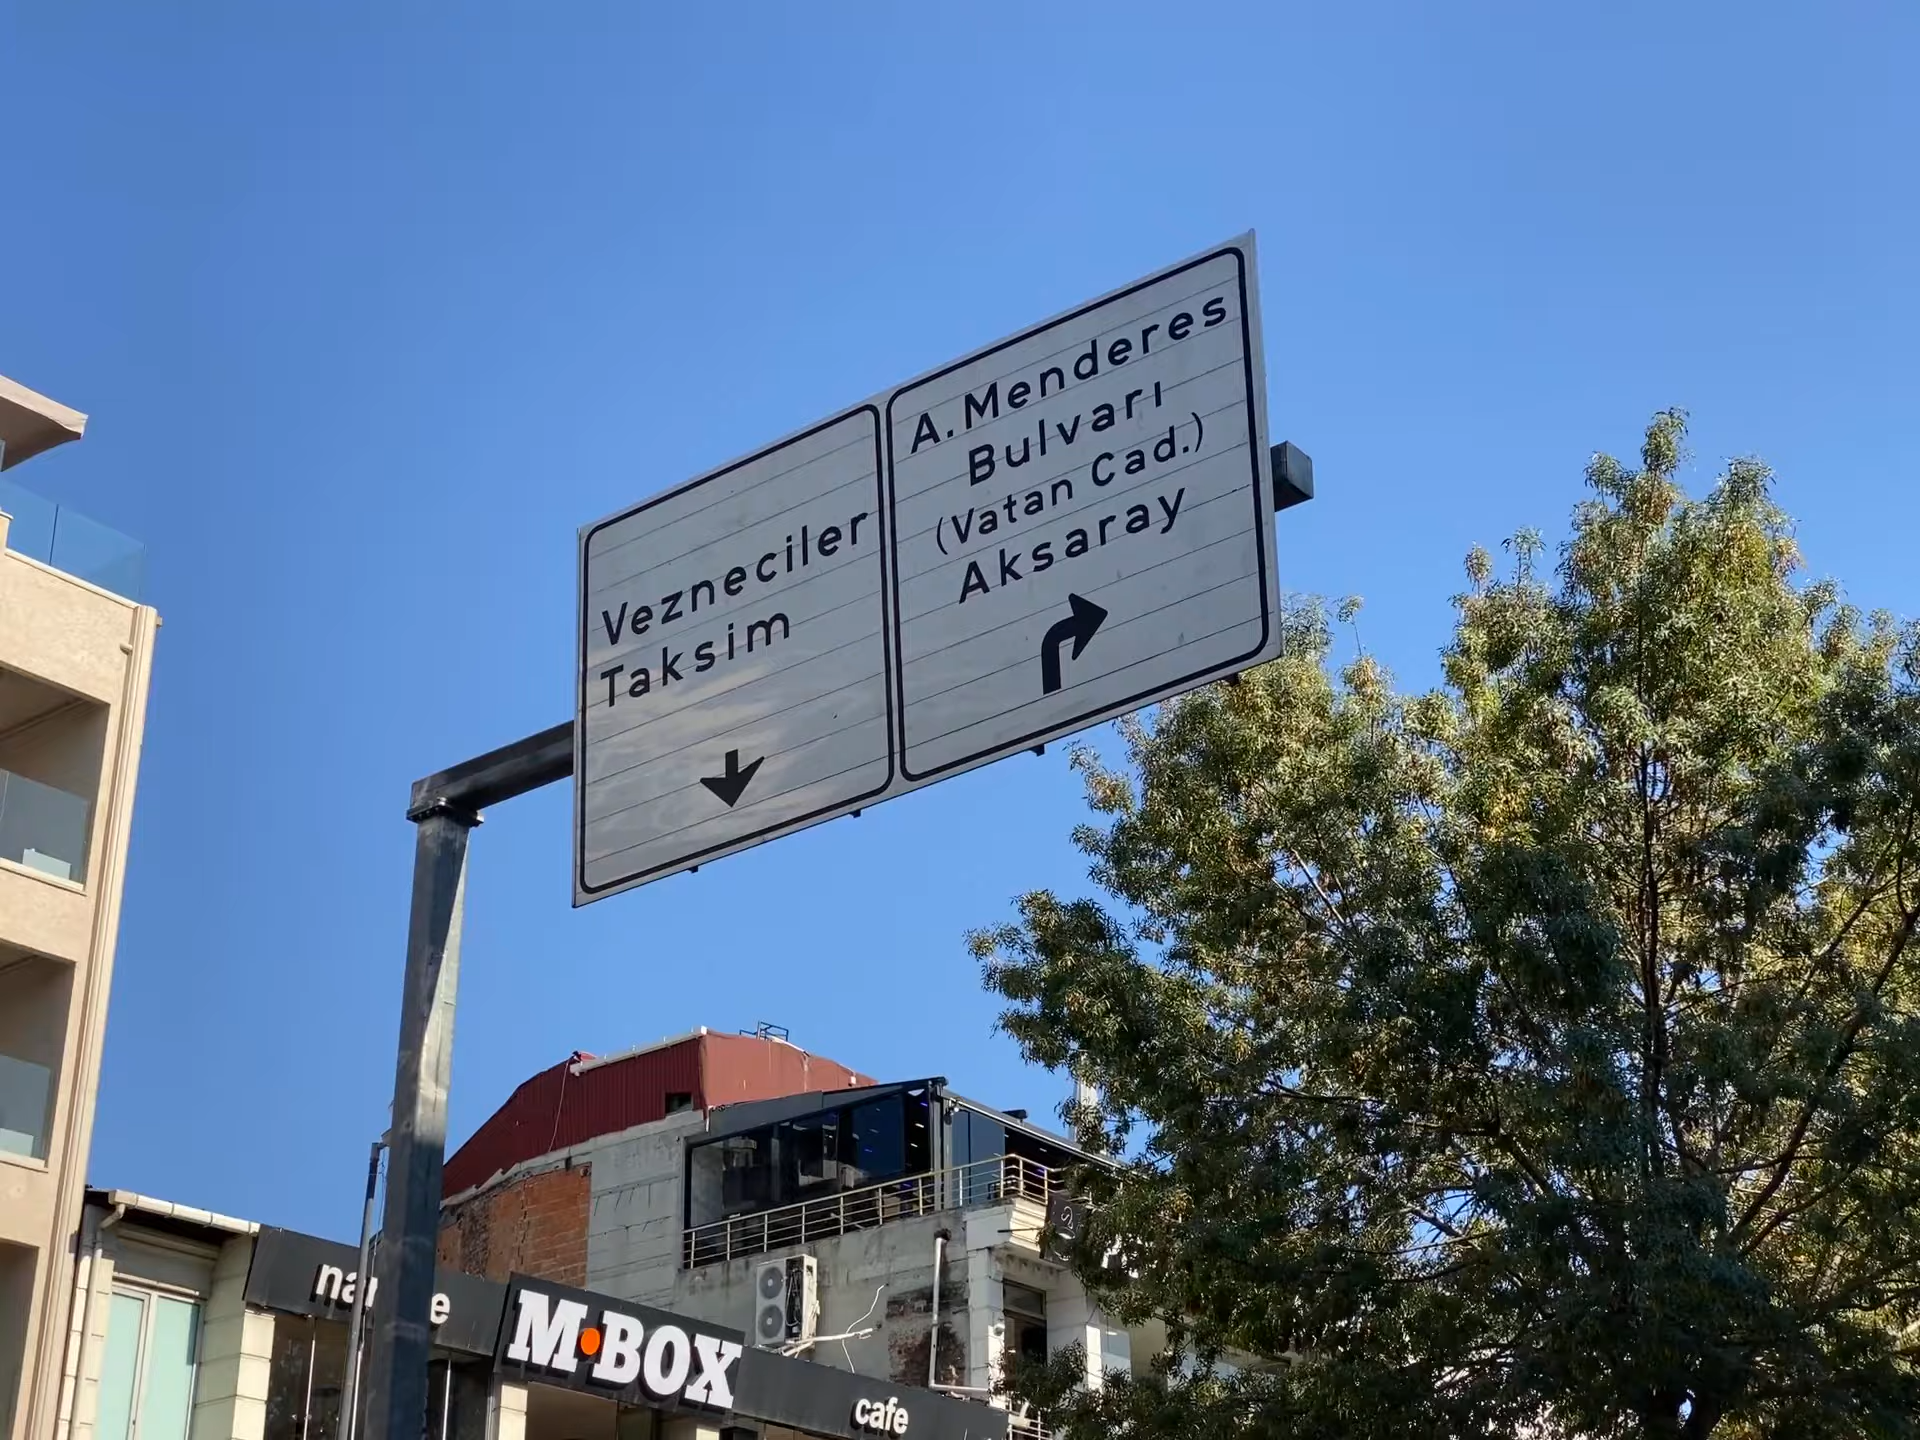 Vezneciler
Taksim
A.Menderes
Bulvarı
(Vatan Cad.)
Aksaray
M·BOX
cafe